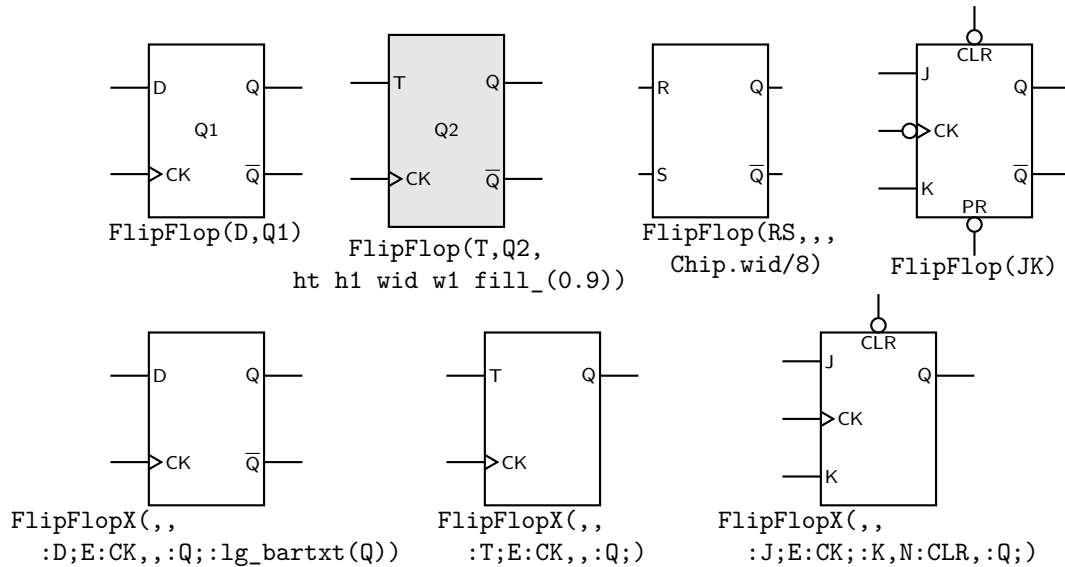 CLR
D Q T Q R Q J Q
Q1 Q2 CK
CK Q̅ CK Q̅ S Q̅ K Q̅
PR
FlipFlop(D,Q1)
FlipFlop(T,Q2,
ht h1 wid w1 fill_(0.9))
FlipFlop(RS,,,
Chip.wid/8)
FlipFlop(JK)
CLR
D Q T Q J Q
CK
CK Q̅ CK K
FlipFlopX(,,
:D;E:CK,,:Q;:lg_bartxt(Q))
FlipFlopX(,,
:T;E:CK,,:Q;)
FlipFlopX(,,
:J;E:CK;:K,N:CLR,:Q;)